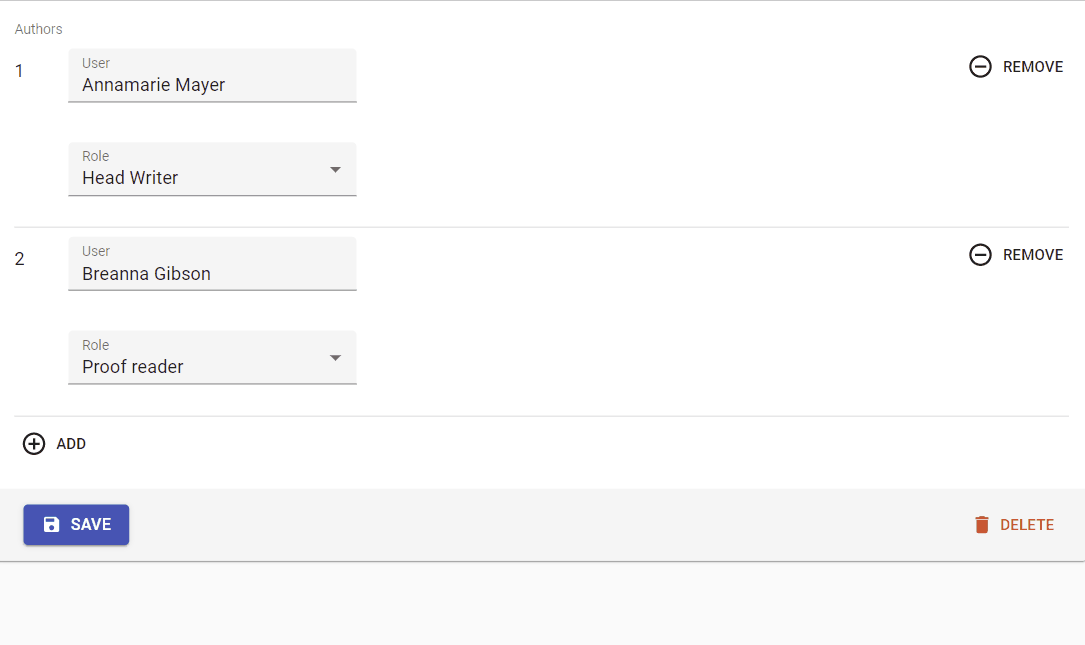 Authors
1
User
Annamarie Mayer
REMOVE
Role
Head Writer
2
User
Breanna Gibson
REMOVE
Role
Proof reader
ADD
SAVE
DELETE